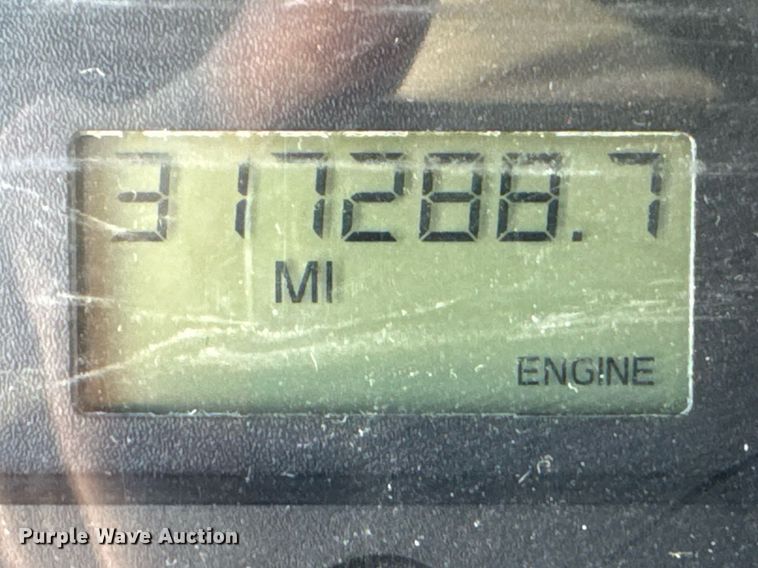 317288.7
MI
ENGINE
Purple Wave Auction